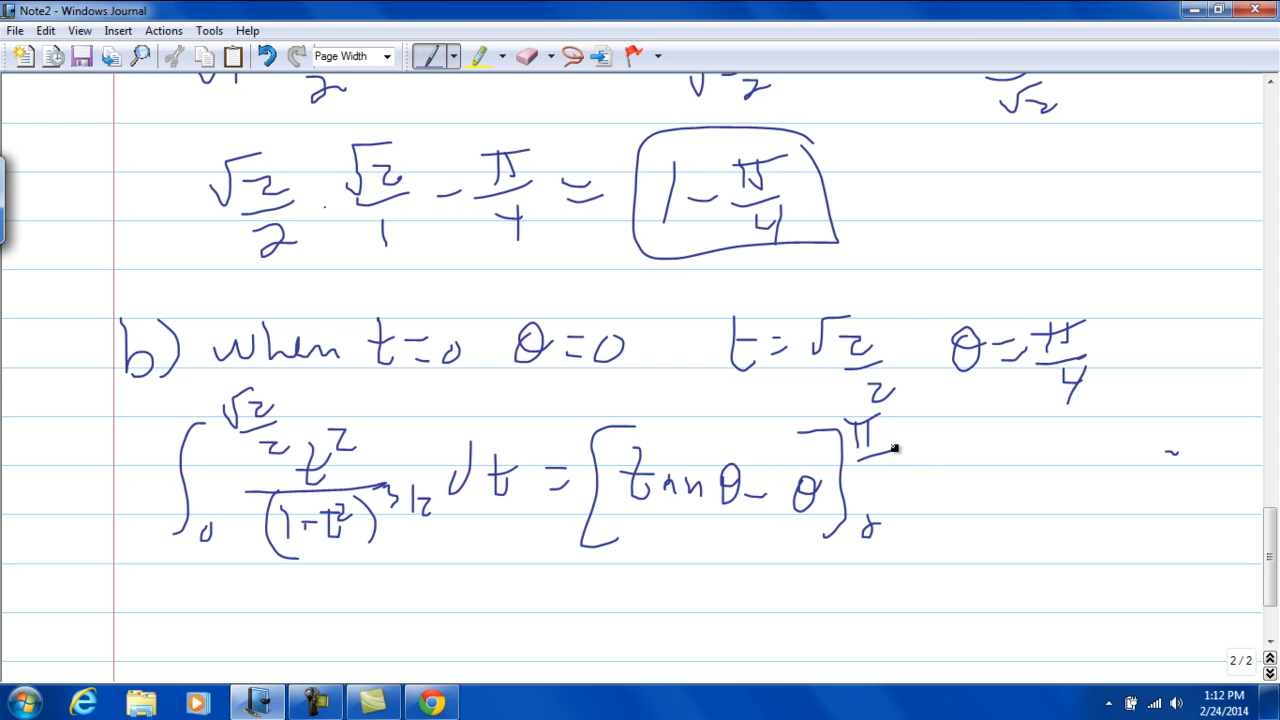 Note2 - Windows Journal
File Edit View Insert Actions Tools Help
Page Width
√2/2 · √2/1 - π/4 = 1 - π/4
b) when t=0 θ=0 t=√2/2 θ=π/4
∫₀^(√2/2) t²/(1-t²)^(3/2) dt = [tan θ - θ]₀^π
2 / 2
1:12 PM
2/24/2014